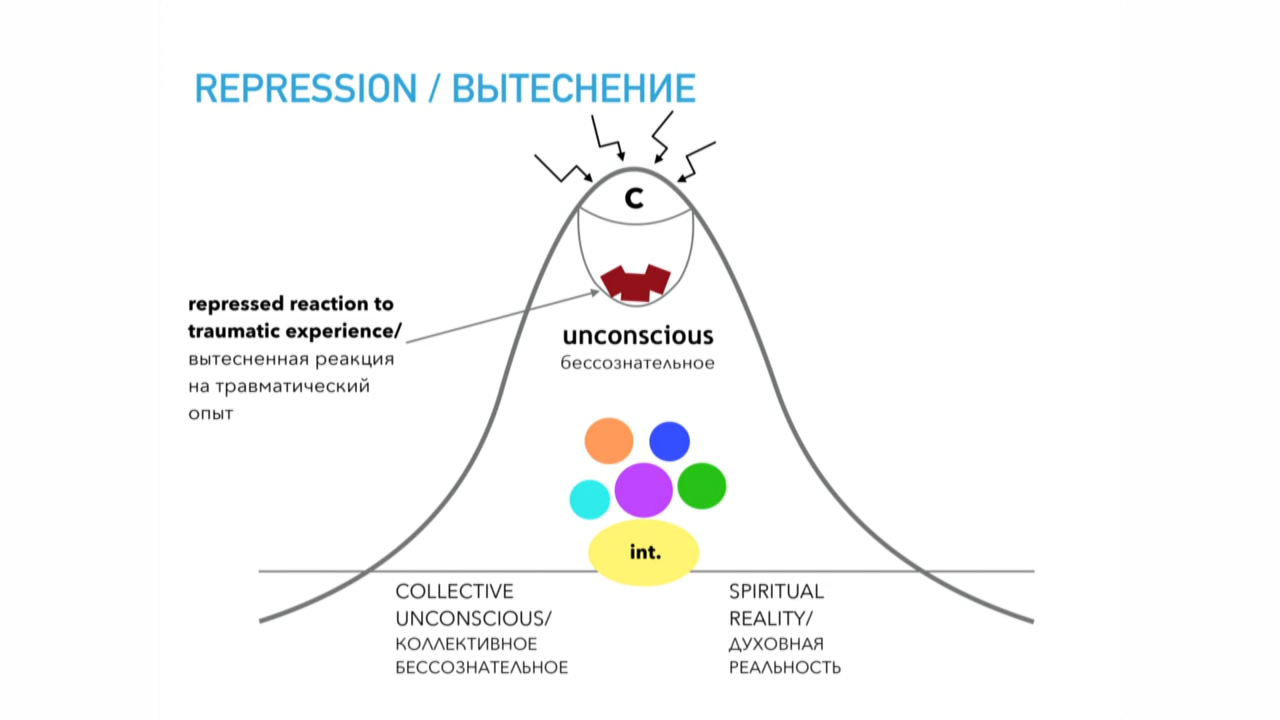 REPRESSION / ВЫТЕСНЕНИЕ
C
repressed reaction to
traumatic experience/
вытесненная реакция
на травматический
опыт
unconscious
бессознательное
int.
COLLECTIVE
UNCONSCIOUS/
КОЛЛЕКТИВНОЕ
БЕССОЗНАТЕЛЬНОЕ
SPIRITUAL
REALITY/
ДУХОВНАЯ
РЕАЛЬНОСТЬ